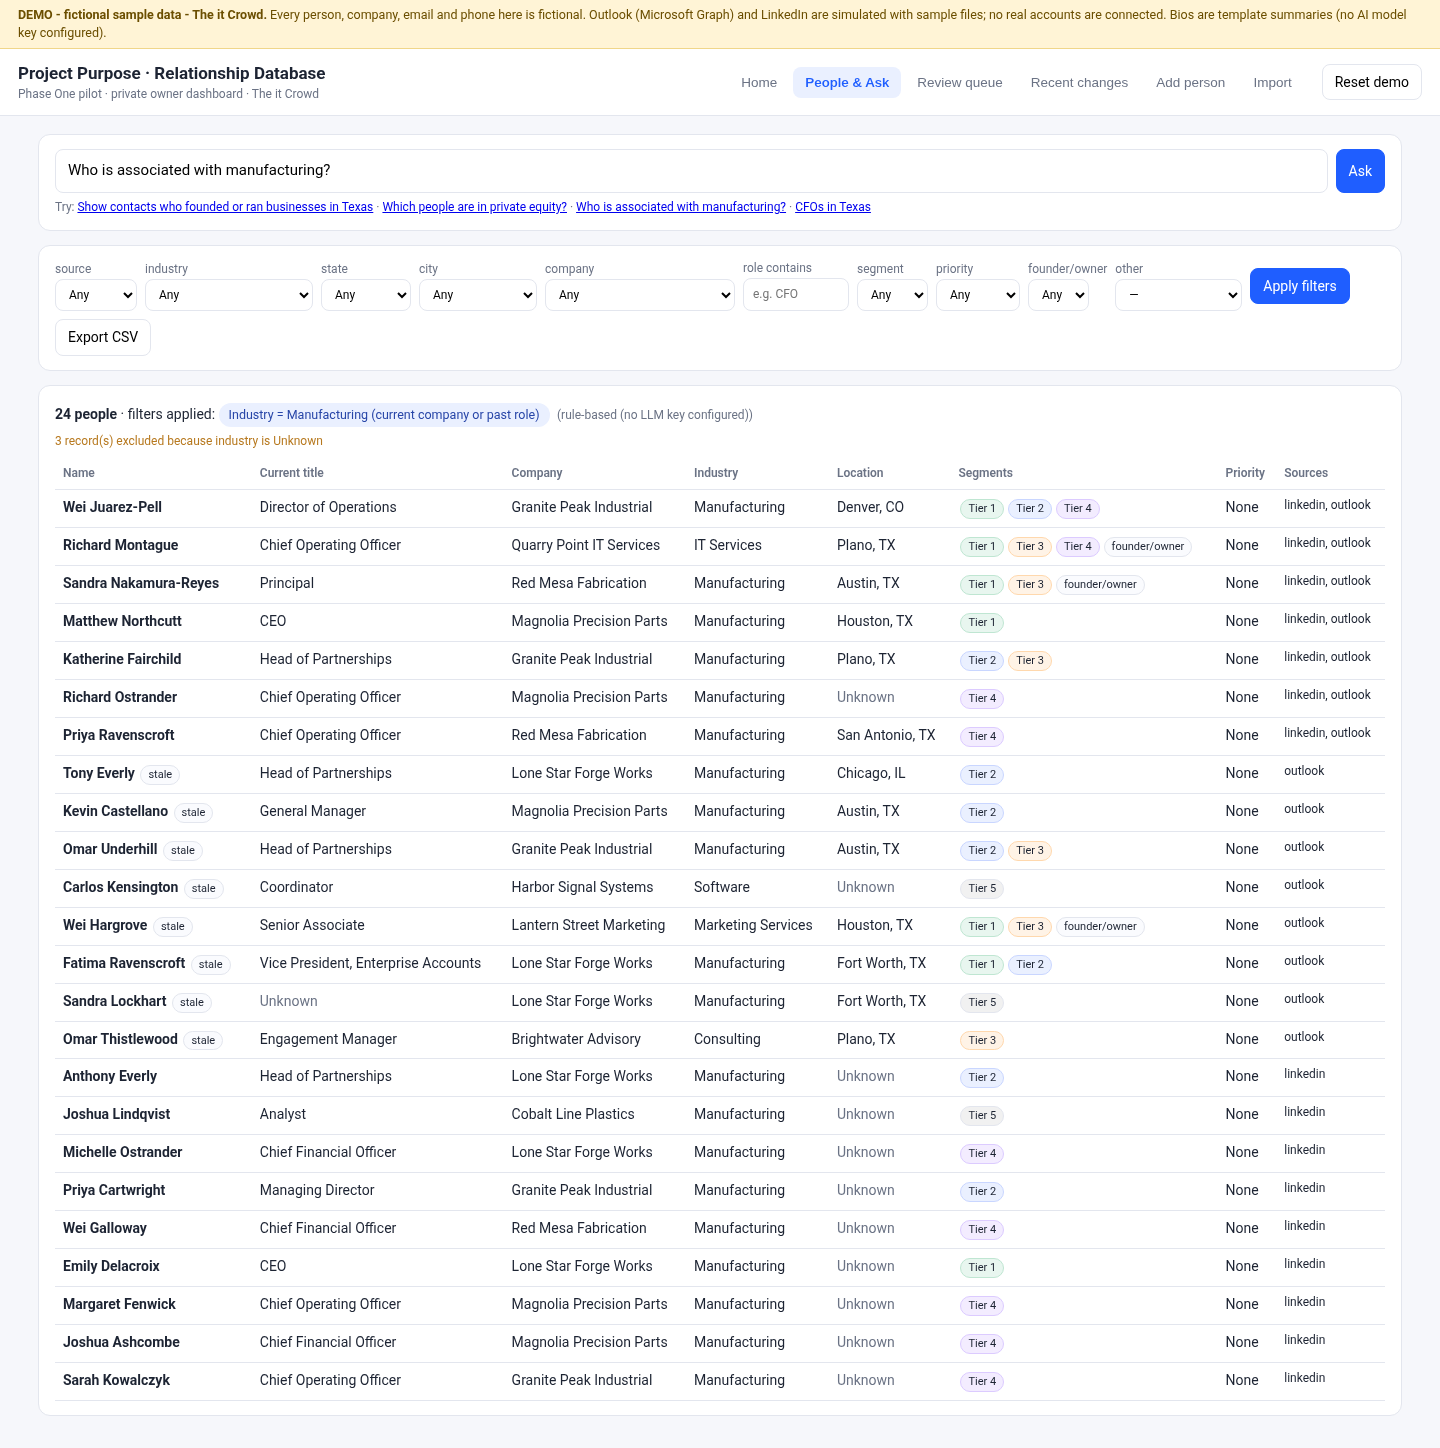 DEMO - fictional sample data - The it Crowd. Every person, company, email and phone here is fictional. Outlook (Microsoft Graph) and LinkedIn are simulated with sample files; no real accounts are connected. Bios are template summaries (no AI model
key configured).
Project Purpose · Relationship Database
Phase One pilot · private owner dashboard · The it Crowd
Home People & Ask Review queue Recent changes Add person Import Reset demo
Who is associated with manufacturing? Ask
Try: Show contacts who founded or ran businesses in Texas · Which people are in private equity? · Who is associated with manufacturing? · CFOs in Texas
source industry state city company role contains segment priority founder/owner other
Any Any Any Any Any e.g. CFO Any Any Any — Apply filters
Export CSV
24 people · filters applied: Industry = Manufacturing (current company or past role) (rule-based (no LLM key configured))
3 record(s) excluded because industry is Unknown
Name Current title Company Industry Location Segments Priority Sources
Wei Juarez-Pell Director of Operations Granite Peak Industrial Manufacturing Denver, CO Tier 1 Tier 2 Tier 4 None linkedin, outlook
Richard Montague Chief Operating Officer Quarry Point IT Services IT Services Plano, TX Tier 1 Tier 3 Tier 4 founder/owner None linkedin, outlook
Sandra Nakamura-Reyes Principal Red Mesa Fabrication Manufacturing Austin, TX Tier 1 Tier 3 founder/owner None linkedin, outlook
Matthew Northcutt CEO Magnolia Precision Parts Manufacturing Houston, TX Tier 1 None linkedin, outlook
Katherine Fairchild Head of Partnerships Granite Peak Industrial Manufacturing Plano, TX Tier 2 Tier 3 None linkedin, outlook
Richard Ostrander Chief Operating Officer Magnolia Precision Parts Manufacturing Unknown Tier 4 None linkedin, outlook
Priya Ravenscroft Chief Operating Officer Red Mesa Fabrication Manufacturing San Antonio, TX Tier 4 None linkedin, outlook
Tony Everly stale Head of Partnerships Lone Star Forge Works Manufacturing Chicago, IL Tier 2 None outlook
Kevin Castellano stale General Manager Magnolia Precision Parts Manufacturing Austin, TX Tier 2 None outlook
Omar Underhill stale Head of Partnerships Granite Peak Industrial Manufacturing Austin, TX Tier 2 Tier 3 None outlook
Carlos Kensington stale Coordinator Harbor Signal Systems Software Unknown Tier 5 None outlook
Wei Hargrove stale Senior Associate Lantern Street Marketing Marketing Services Houston, TX Tier 1 Tier 3 founder/owner None outlook
Fatima Ravenscroft stale Vice President, Enterprise Accounts Lone Star Forge Works Manufacturing Fort Worth, TX Tier 1 Tier 2 None outlook
Sandra Lockhart stale Unknown Lone Star Forge Works Manufacturing Fort Worth, TX Tier 5 None outlook
Omar Thistlewood stale Engagement Manager Brightwater Advisory Consulting Plano, TX Tier 3 None outlook
Anthony Everly Head of Partnerships Lone Star Forge Works Manufacturing Unknown Tier 2 None linkedin
Joshua Lindqvist Analyst Cobalt Line Plastics Manufacturing Unknown Tier 5 None linkedin
Michelle Ostrander Chief Financial Officer Lone Star Forge Works Manufacturing Unknown Tier 4 None linkedin
Priya Cartwright Managing Director Granite Peak Industrial Manufacturing Unknown Tier 2 None linkedin
Wei Galloway Chief Financial Officer Red Mesa Fabrication Manufacturing Unknown Tier 4 None linkedin
Emily Delacroix CEO Lone Star Forge Works Manufacturing Unknown Tier 1 None linkedin
Margaret Fenwick Chief Operating Officer Magnolia Precision Parts Manufacturing Unknown Tier 4 None linkedin
Joshua Ashcombe Chief Financial Officer Magnolia Precision Parts Manufacturing Unknown Tier 4 None linkedin
Sarah Kowalczyk Chief Operating Officer Granite Peak Industrial Manufacturing Unknown Tier 4 None linkedin